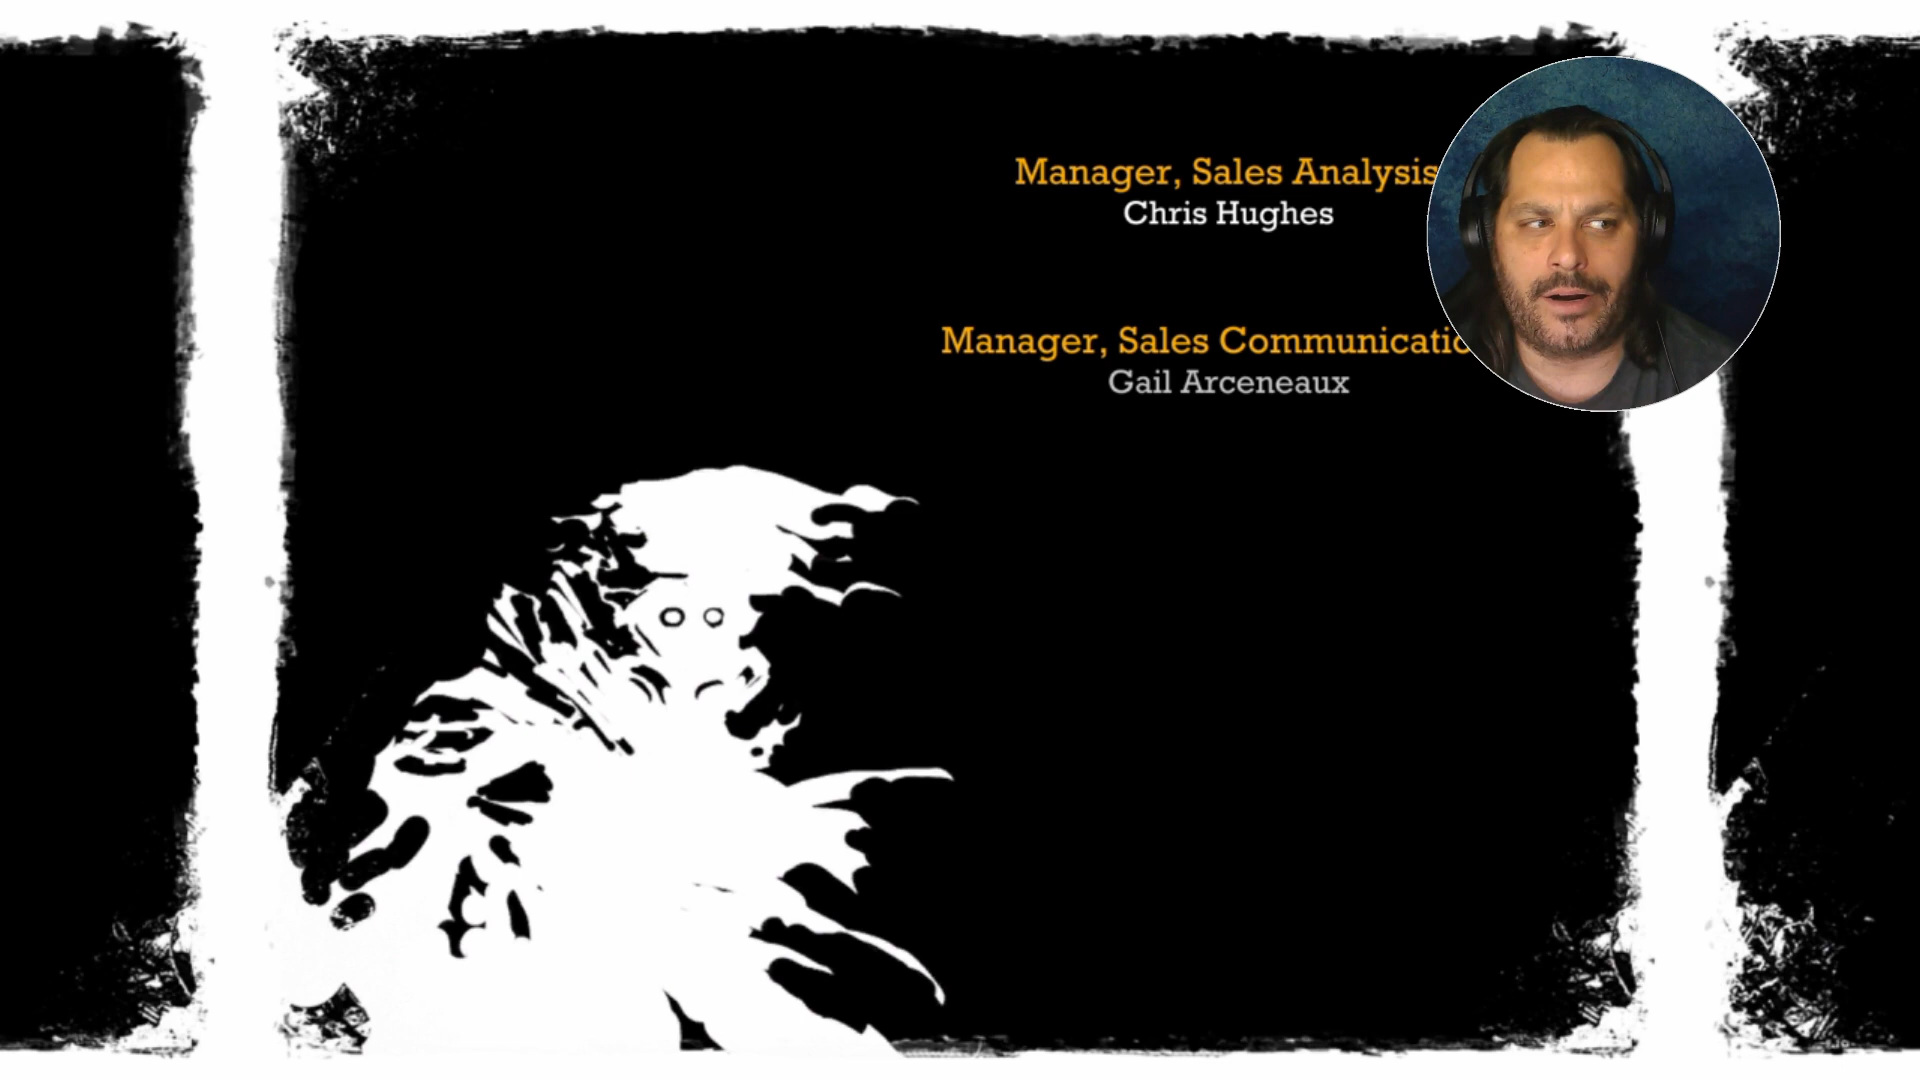 Manager, Sales Analysis
Chris Hughes
Manager, Sales Communicatio
Gail Arceneaux